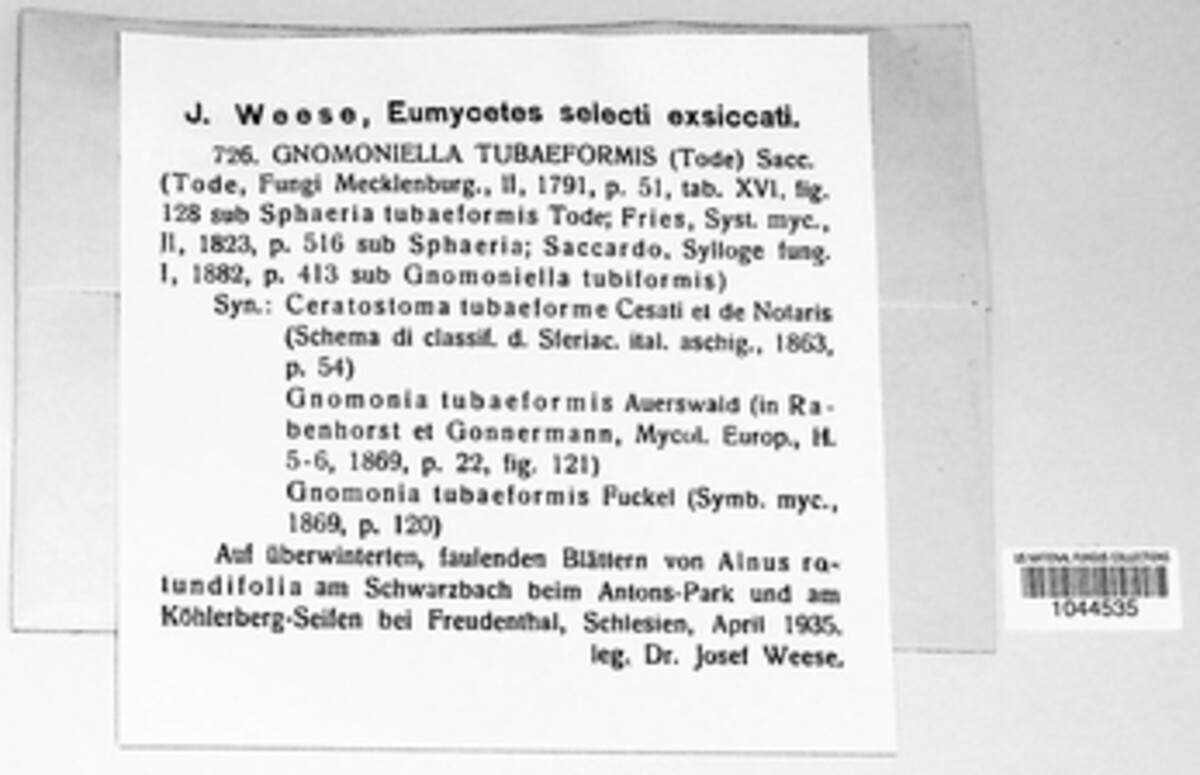 J. Weese, Eumycetes selecti exsiccati.
726. GNOMONIELLA TUBAEFORMIS (Tode) Sacc.
(Tode, Fungi Mecklenburg., II, 1791, p. 51, tab. XVI, fig.
128 sub Sphaeria tubaeformis Tode; Fries, Syst. myc.,
II, 1823, p. 516 sub Sphaeria; Saccardo, Sylloge fung.
I, 1882, p. 413 sub Gnomoniella tubiformis)
Syn.: Ceratostoma tubaeforme Cesati et de Notaris
(Schema di classif. d. Sferiac. ital. aschig., 1863,
p. 54)
Gnomonia tubaeformis Auerswald (in Ra-
benhorst et Gonnermann, Mycol. Europ., H.
5-6, 1869, p. 22, fig. 121)
Gnomonia tubaeformis Fuckel (Symb. myc.,
1869, p. 120)
Auf überwinterten, faulenden Blättern von Alnus ro-
tundifolia am Schwarzbach beim Antons-Park und am
Köhlerberg-Seifen bei Freudenthal, Schlesien, April 1935.
leg. Dr. Josef Weese.
US NATIONAL FUNGUS COLLECTIONS
1044535